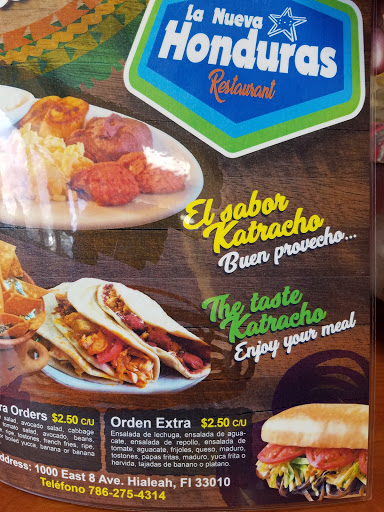 La Nueva
Honduras
Restaurant
El sabor
Katracho
Buen provecho...
The taste
Katracho
Enjoy your meal
ra Orders $2.50 C/U
salad, avocado salad, cabbage
tomato salad, avocado, beans,
rice, tostones, french fries, ripe,
or boiled yucca, banana or banana
Orden Extra $2.50 C/U
Ensalada de lechuga, ensalada de agua-
cate, ensalada de repollo, ensalada de
tomate, aguacate, frijoles, queso, maduro,
tostones, papas fritas, maduro, yuca frita o
hervida, tajadas de banano o platano.
ddress: 1000 East 8 Ave. Hialeah, Fl 33010
Teléfono 786-275-4314